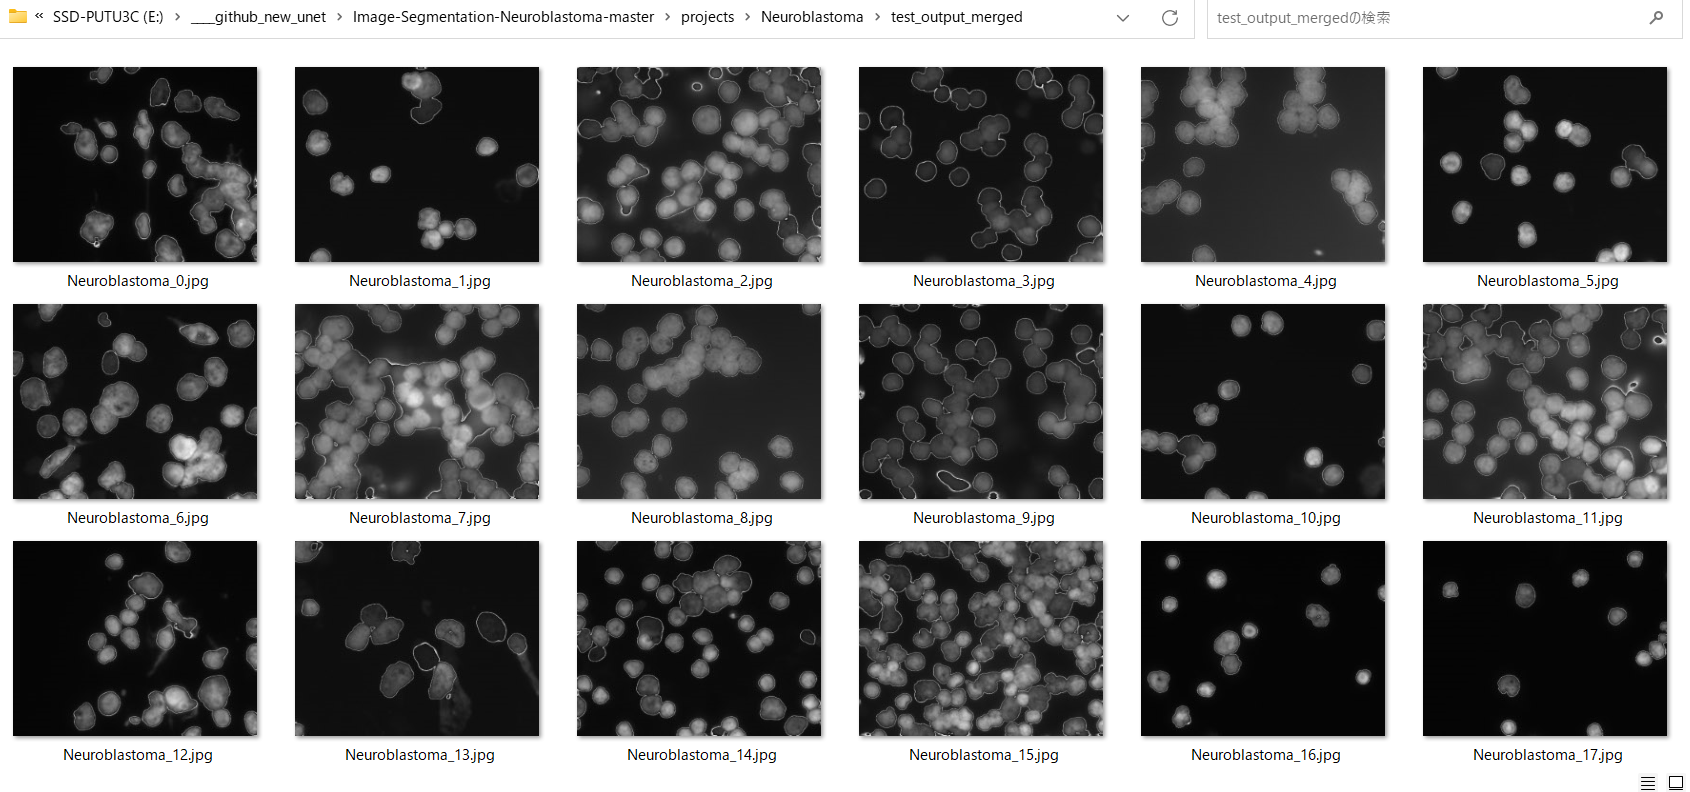 « SSD-PUTU3C (E:) > ____github_new_unet > Image-Segmentation-Neuroblastoma-master > projects > Neuroblastoma > test_output_merged
test_output_mergedの検索
Neuroblastoma_0.jpg
Neuroblastoma_1.jpg
Neuroblastoma_2.jpg
Neuroblastoma_3.jpg
Neuroblastoma_4.jpg
Neuroblastoma_5.jpg
Neuroblastoma_6.jpg
Neuroblastoma_7.jpg
Neuroblastoma_8.jpg
Neuroblastoma_9.jpg
Neuroblastoma_10.jpg
Neuroblastoma_11.jpg
Neuroblastoma_12.jpg
Neuroblastoma_13.jpg
Neuroblastoma_14.jpg
Neuroblastoma_15.jpg
Neuroblastoma_16.jpg
Neuroblastoma_17.jpg